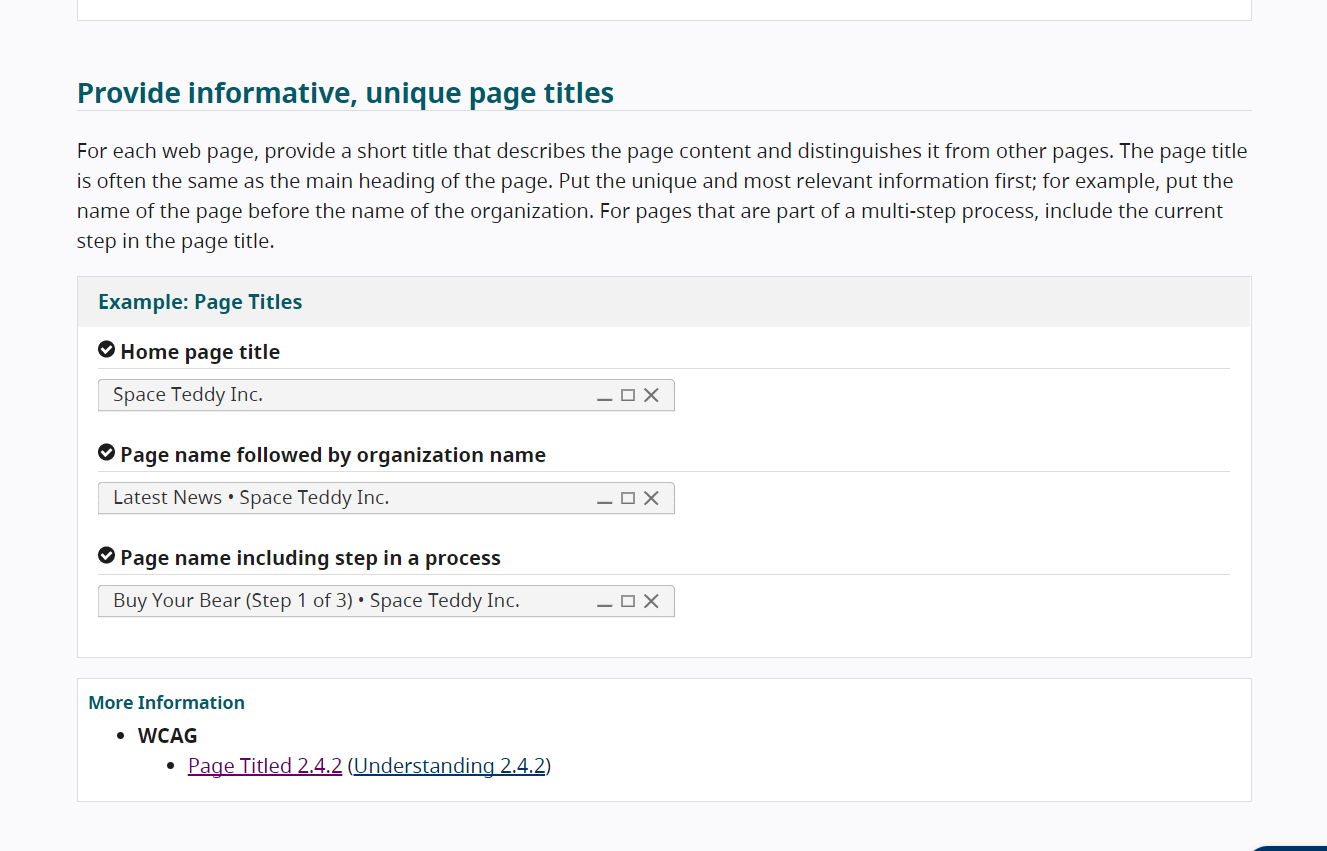 Provide informative, unique page titles
For each web page, provide a short title that describes the page content and distinguishes it from other pages. The page title
is often the same as the main heading of the page. Put the unique and most relevant information first; for example, put the
name of the page before the name of the organization. For pages that are part of a multi-step process, include the current
step in the page title.
Example: Page Titles
Home page title
Space Teddy Inc.
Page name followed by organization name
Latest News • Space Teddy Inc.
Page name including step in a process
Buy Your Bear (Step 1 of 3) • Space Teddy Inc.
More Information
• WCAG
• Page Titled 2.4.2 (Understanding 2.4.2)